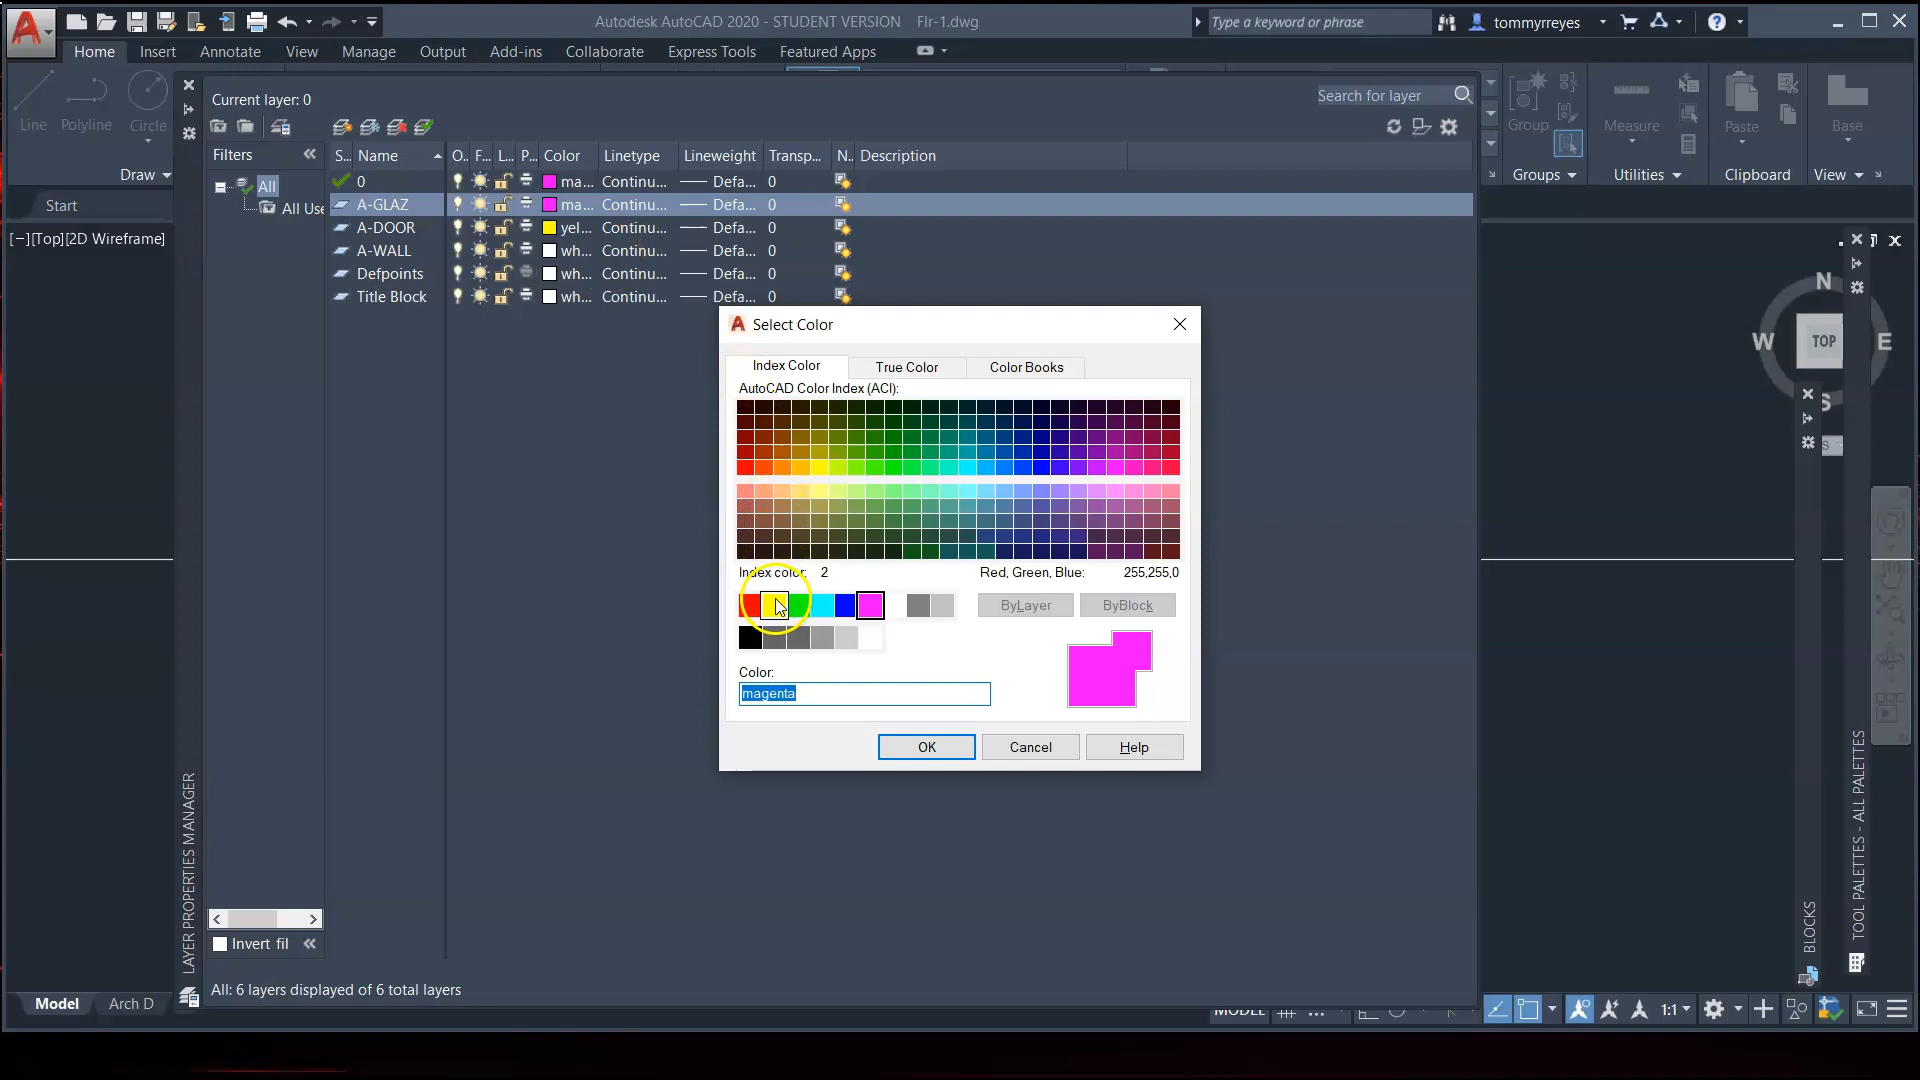 Autodesk AutoCAD 2020 - STUDENT VERSION Flr-1.dwg
Type a keyword or phrase
tommyrreyes
Home Insert Annotate View Manage Output Add-ins Collaborate Express Tools Featured Apps
Line Polyline Circle
Draw
Group Measure Paste Base
Groups Utilities Clipboard View
Start
[−][Top][2D Wireframe]
Current layer: 0
Search for layer
Filters
All
All Use
S... Name O. F... L... P... Color Linetype Lineweight Transp... N.. Description
0 ma... Continu... Defa... 0
A-GLAZ ma... Continu... Defa... 0
A-DOOR yel... Continu... Defa... 0
A-WALL wh... Continu... Defa... 0
Defpoints wh... Continu... Defa... 0
Title Block wh... Continu... Defa... 0
Select Color
Index Color True Color Color Books
AutoCAD Color Index (ACI):
Index color: 2 Red, Green, Blue: 255,255,0
ByLayer ByBlock
Color:
magenta
OK Cancel Help
N
W TOP E
S
Invert fil
All: 6 layers displayed of 6 total layers
LAYER PROPERTIES MANAGER
BLOCKS
TOOL PALETTES - ALL PALETTES
Model Arch D
MODEL
1:1